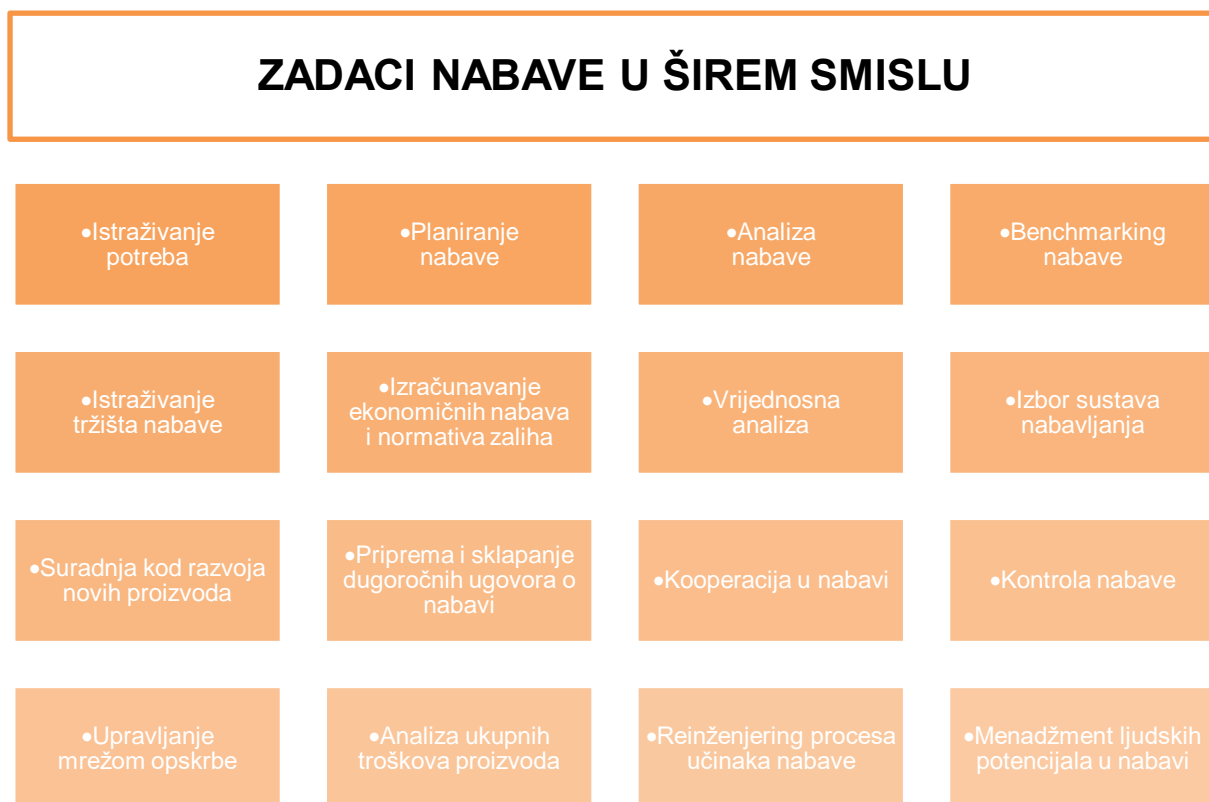 ZADACI NABAVE U ŠIREM SMISLU
•Istraživanje
potreba
•Planiranje
nabave
•Analiza
nabave
•Benchmarking
nabave
•Istraživanje
tržišta nabave
•Izračunavanje
ekonomičnih nabava
i normativa zaliha
•Vrijednosna
analiza
•Izbor sustava
nabavljanja
•Suradnja kod razvoja
novih proizvoda
•Priprema i sklapanje
dugoročnih ugovora o
nabavi
•Kooperacija u nabavi
•Kontrola nabave
•Upravljanje
mrežom opskrbe
•Analiza ukupnih
troškova proizvoda
•Reinženjering procesa
učinaka nabave
•Menadžment ljudskih
potencijala u nabavi